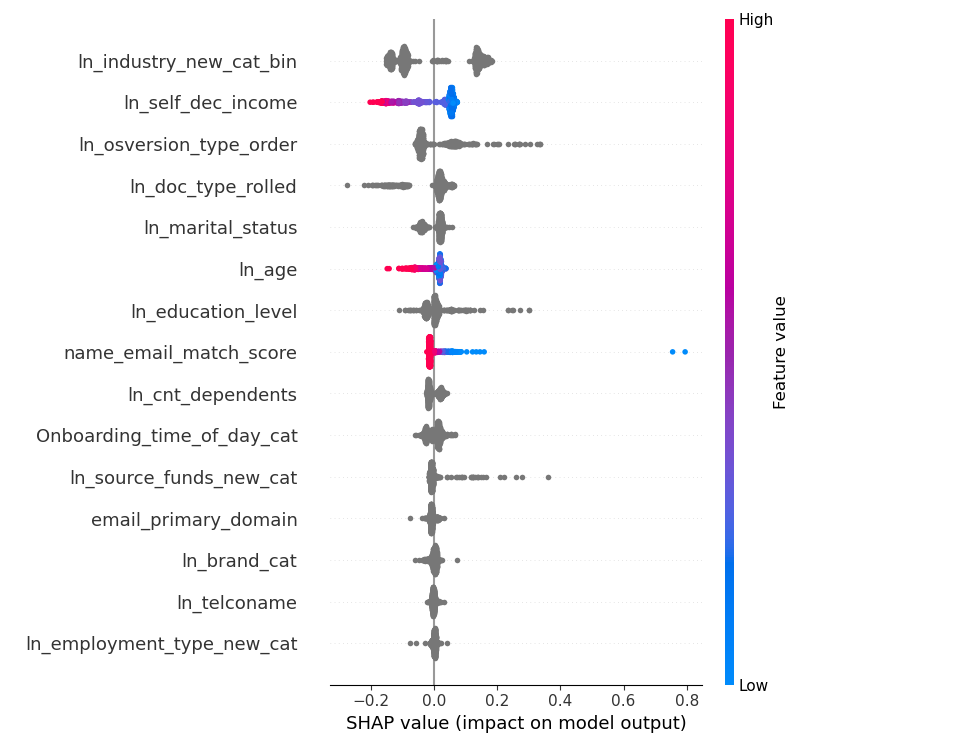 High
ln_industry_new_cat_bin
ln_self_dec_income
ln_osversion_type_order
ln_doc_type_rolled
ln_marital_status
ln_age
ln_education_level
name_email_match_score
ln_cnt_dependents
Onboarding_time_of_day_cat
ln_source_funds_new_cat
email_primary_domain
ln_brand_cat
ln_telconame
ln_employment_type_new_cat
Feature value
Low
−0.2 0.0 0.2 0.4 0.6 0.8
SHAP value (impact on model output)